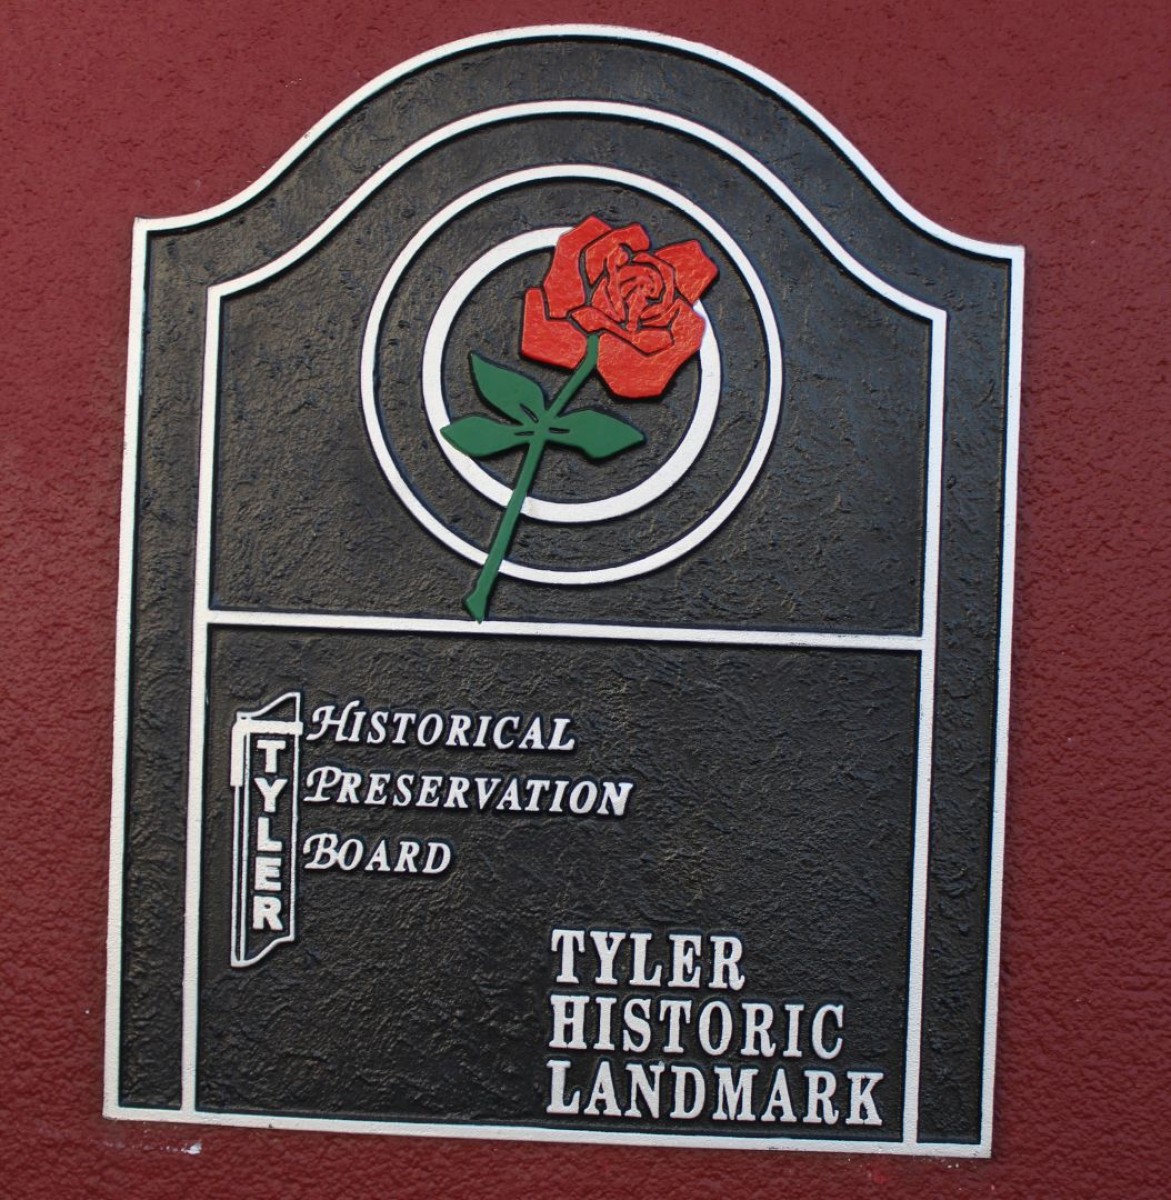 HISTORICAL
PRESERVATION
BOARD
TYLER
TYLER
HISTORIC
LANDMARK